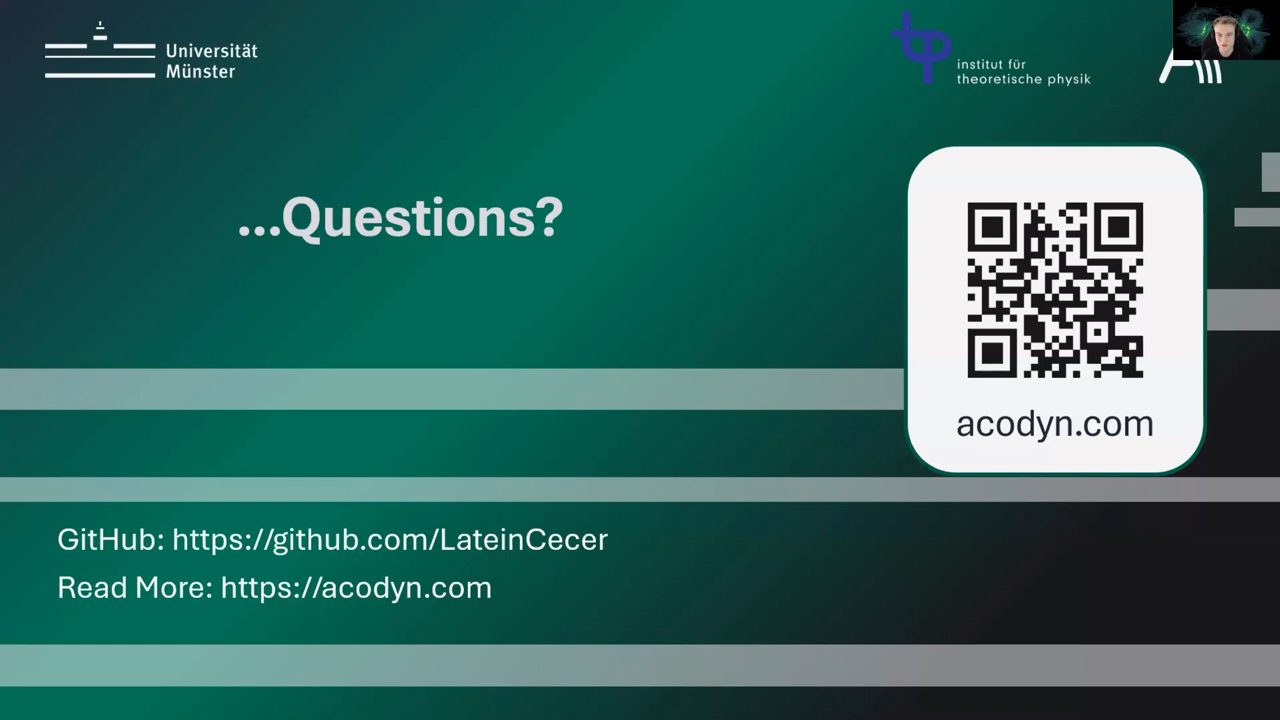 Universität
Münster
tp
institut für
theoretische physik
...Questions?
acodyn.com
GitHub: https://github.com/LateinCecer
Read More: https://acodyn.com